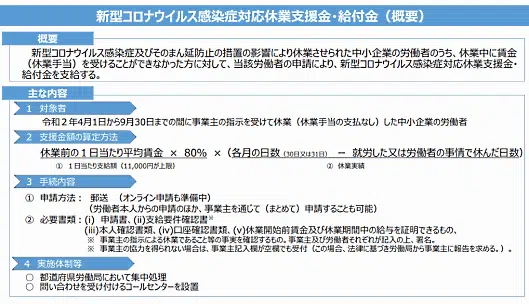 新型コロナウイルス感染症対応休業支援金・給付金（概要）
概要
新型コロナウイルス感染症及びそのまん延防止の措置の影響により休業させられた中小企業の労働者のうち、休業中に賃金
（休業手当）を受けることができなかった方に対して、当該労働者の申請により、新型コロナウイルス感染症対応休業支援金・
給付金を支給する。
主な内容
1 対象者
令和２年4月1日から9月30日までの間に事業主の指示を受けて休業（休業手当の支払なし）した中小企業の労働者
2 支援金額の算定方法
休業前の１日当たり平均賃金 × 80％ ×（各月の日数（30日又は31日） － 就労した又は労働者の事情で休んだ日数）
① １日当たり支給額（11,000円が上限） ② 休業実績
3 手続内容
① 申請方法： 郵送 （オンライン申請も準備中）
（労働者本人からの申請のほか、事業主を通じて（まとめて）申請することも可能）
② 必要書類：(i) 申請書、(ii)支給要件確認書※
(iii)本人確認書類、(iv)口座確認書類、(v)休業開始前賃金及び休業期間中の給与を証明できるもの、
※ 事業主の指示による休業であること等の事実を確認するもの。事業主及び労働者それぞれが記入の上、署名。
※ 事業主の協力を得られない場合は、事業主記入欄が空欄でも受付（この場合、法律に基づき労働局から事業主に報告を求める。）。
4 実施体制等
○ 都道府県労働局において集中処理
○ 問い合わせを受け付けるコールセンターを設置